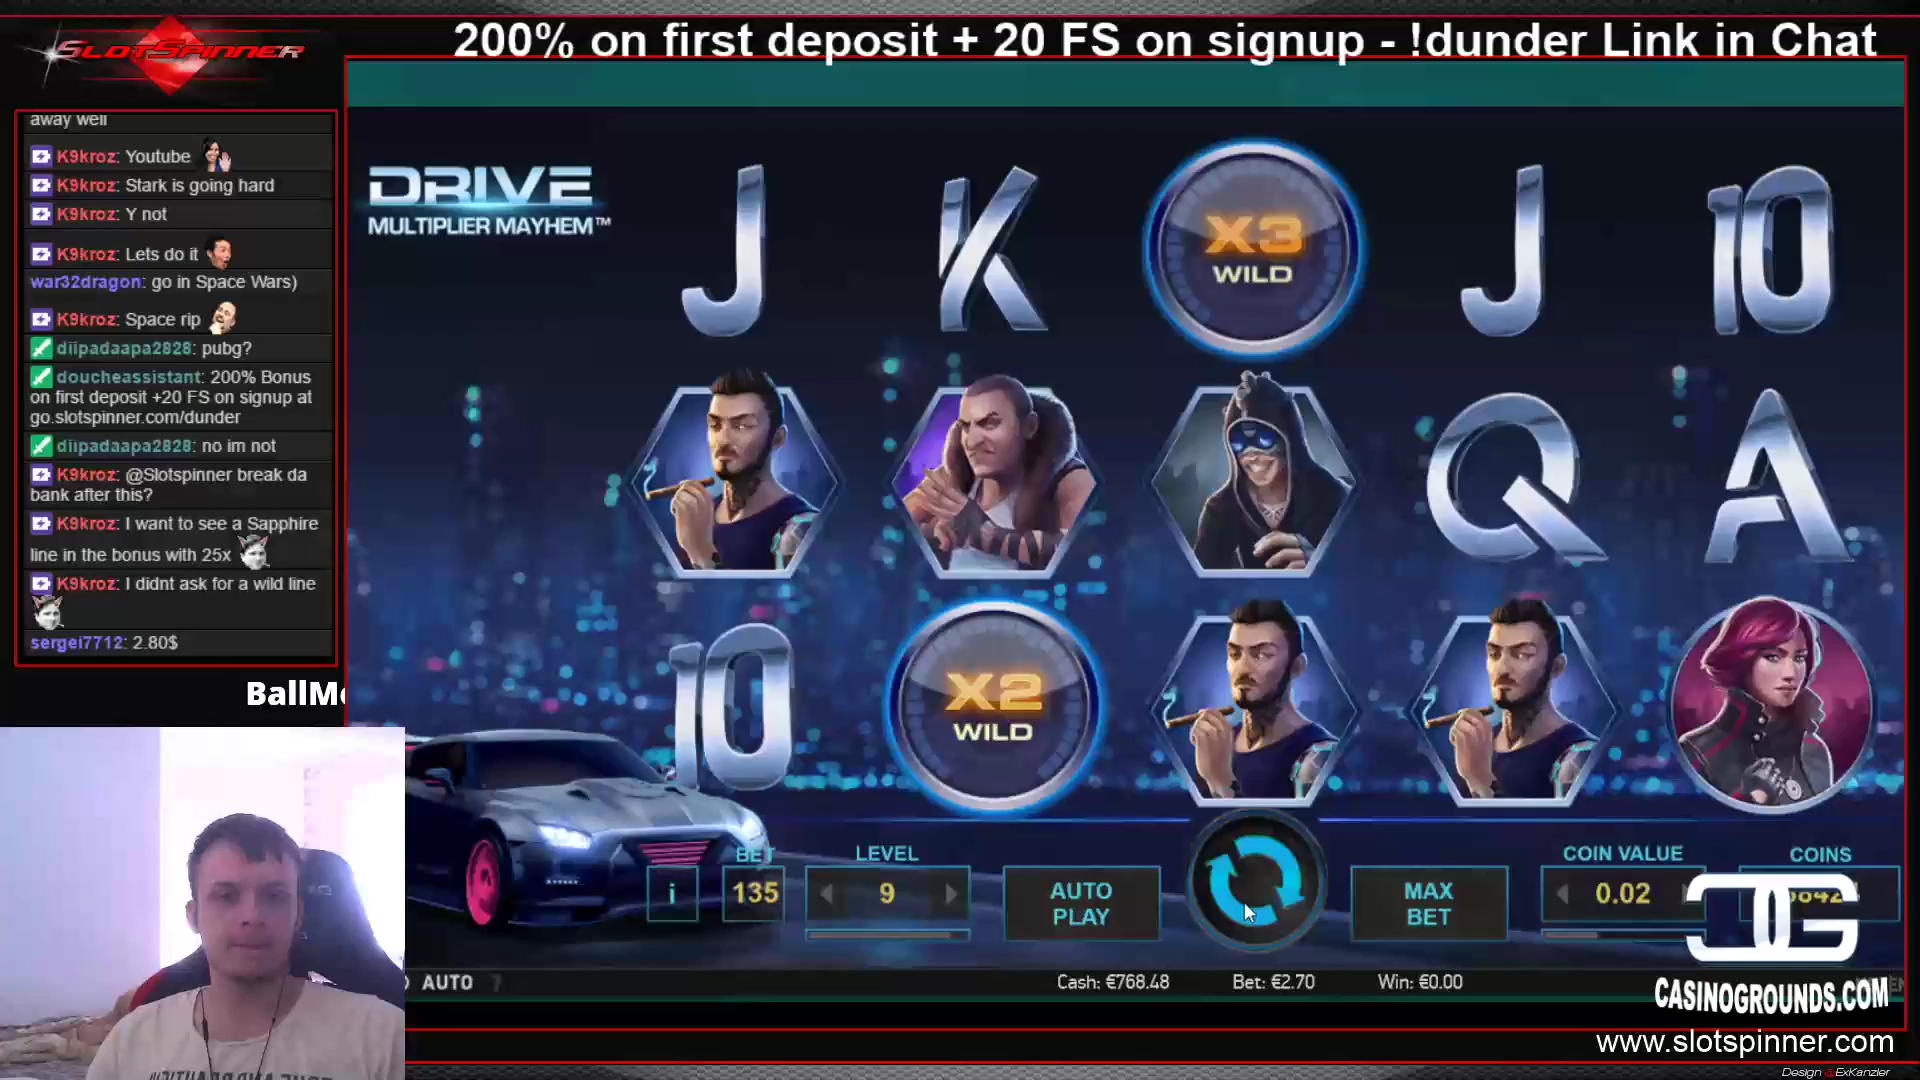 200% on first deposit + 20 FS on signup - !dunder Link in Chat
SLOTSPINNER
away well
K9kroz: Youtube
K9kroz: Stark is going hard
K9kroz: Y not
K9kroz: Lets do it
war32dragon: go in Space Wars)
K9kroz: Space rip
diipadaapa2828: pubg?
doucheassistant: 200% Bonus
on first deposit +20 FS on signup at
go.slotspinner.com/dunder
diipadaapa2828: no im not
K9kroz: @Slotspinner break da
bank after this?
K9kroz: I want to see a Sapphire
line in the bonus with 25x
K9kroz: I didnt ask for a wild line
sergei7712: 2.80$
BallM
DRIVE
MULTIPLIER MAYHEM™
J K X3 WILD J 10
Q A
10 X2 WILD
BET
135
LEVEL
9
AUTO
PLAY
MAX
BET
COIN VALUE
0.02
COINS
i
AUTO ?
Cash: €768.48 Bet: €2.70 Win: €0.00
CG
CASINOGROUNDS.COM
www.slotspinner.com
Design @ExKanzler